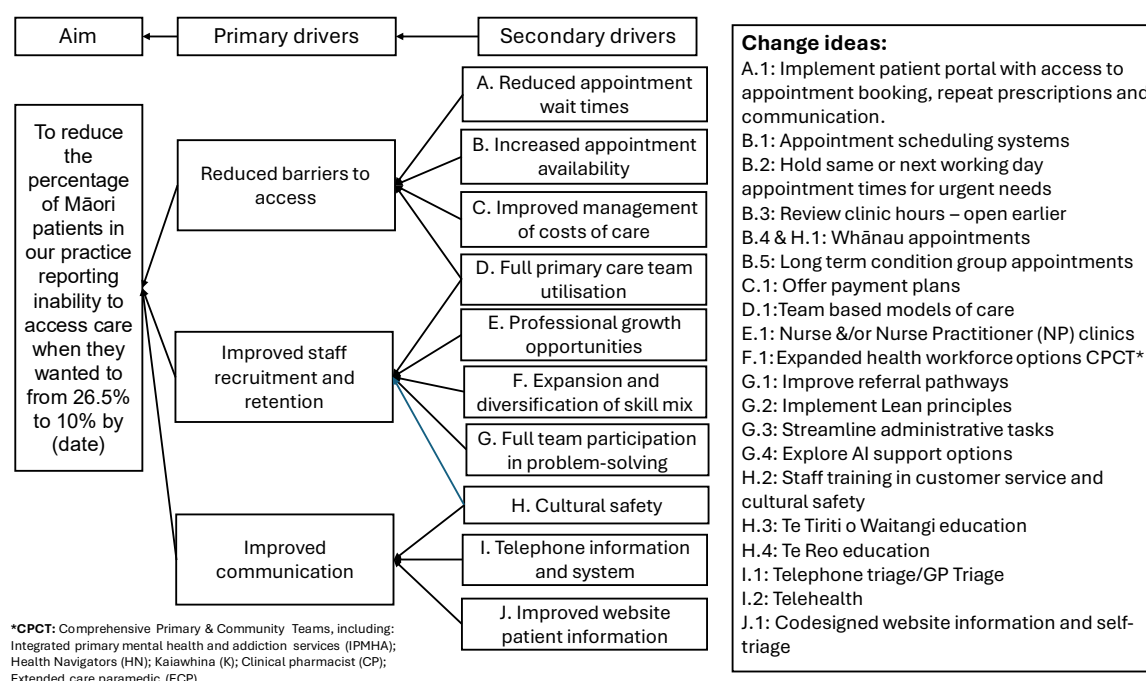 Aim
Primary drivers
Secondary drivers
To reduce
the
percentage
of Māori
patients in
our practice
reporting
inability to
access care
when they
wanted to
from 26.5%
to 10% by
(date)
Reduced barriers to
access
Improved staff
recruitment and
retention
Improved
communication
A. Reduced appointment
wait times
B. Increased appointment
availability
C. Improved management
of costs of care
D. Full primary care team
utilisation
E. Professional growth
opportunities
F. Expansion and
diversification of skill mix
G. Full team participation
in problem-solving
H. Cultural safety
I. Telephone information
and system
J. Improved website
patient information
*CPCT: Comprehensive Primary & Community Teams, including:
Integrated primary mental health and addiction services (IPMHA);
Health Navigators (HN); Kaiawhina (K); Clinical pharmacist (CP);
Extended care paramedic (ECP)
Change ideas:
A.1: Implement patient portal with access to
appointment booking, repeat prescriptions and
communication.
B.1: Appointment scheduling systems
B.2: Hold same or next working day
appointment times for urgent needs
B.3: Review clinic hours – open earlier
B.4 & H.1: Whānau appointments
B.5: Long term condition group appointments
C.1: Offer payment plans
D.1:Team based models of care
E.1: Nurse &/or Nurse Practitioner (NP) clinics
F.1: Expanded health workforce options CPCT*
G.1: Improve referral pathways
G.2: Implement Lean principles
G.3: Streamline administrative tasks
G.4: Explore AI support options
H.2: Staff training in customer service and
cultural safety
H.3: Te Tiriti o Waitangi education
H.4: Te Reo education
I.1: Telephone triage/GP Triage
I.2: Telehealth
J.1: Codesigned website information and self-
triage